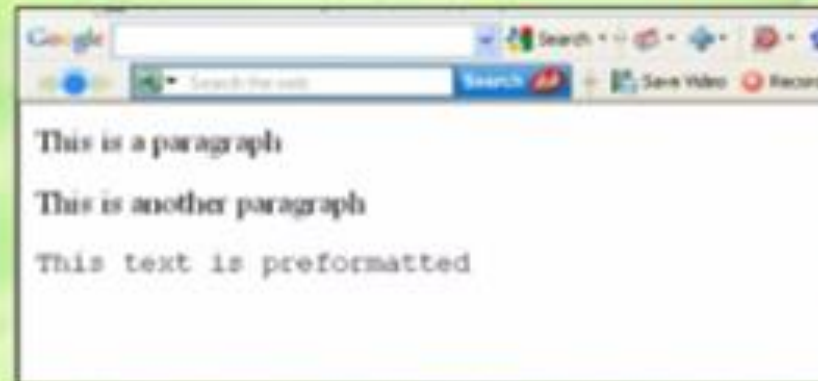 Google
Search
Search the web Search Save Video Record
This is a paragraph
This is another paragraph
This text is preformatted